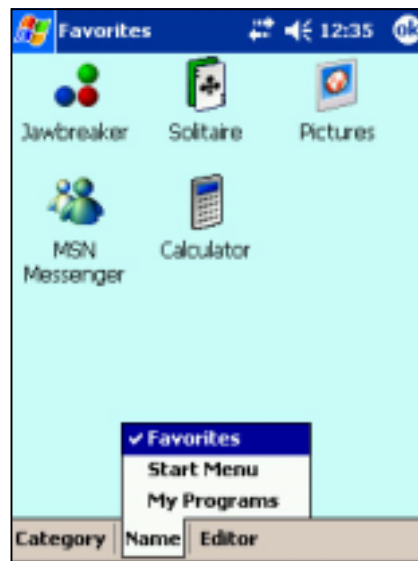 Favorites 12:35 ok
Jawbreaker Solitaire Pictures
MSN Messenger Calculator
Favorites
Start Menu
My Programs
Category Name Editor